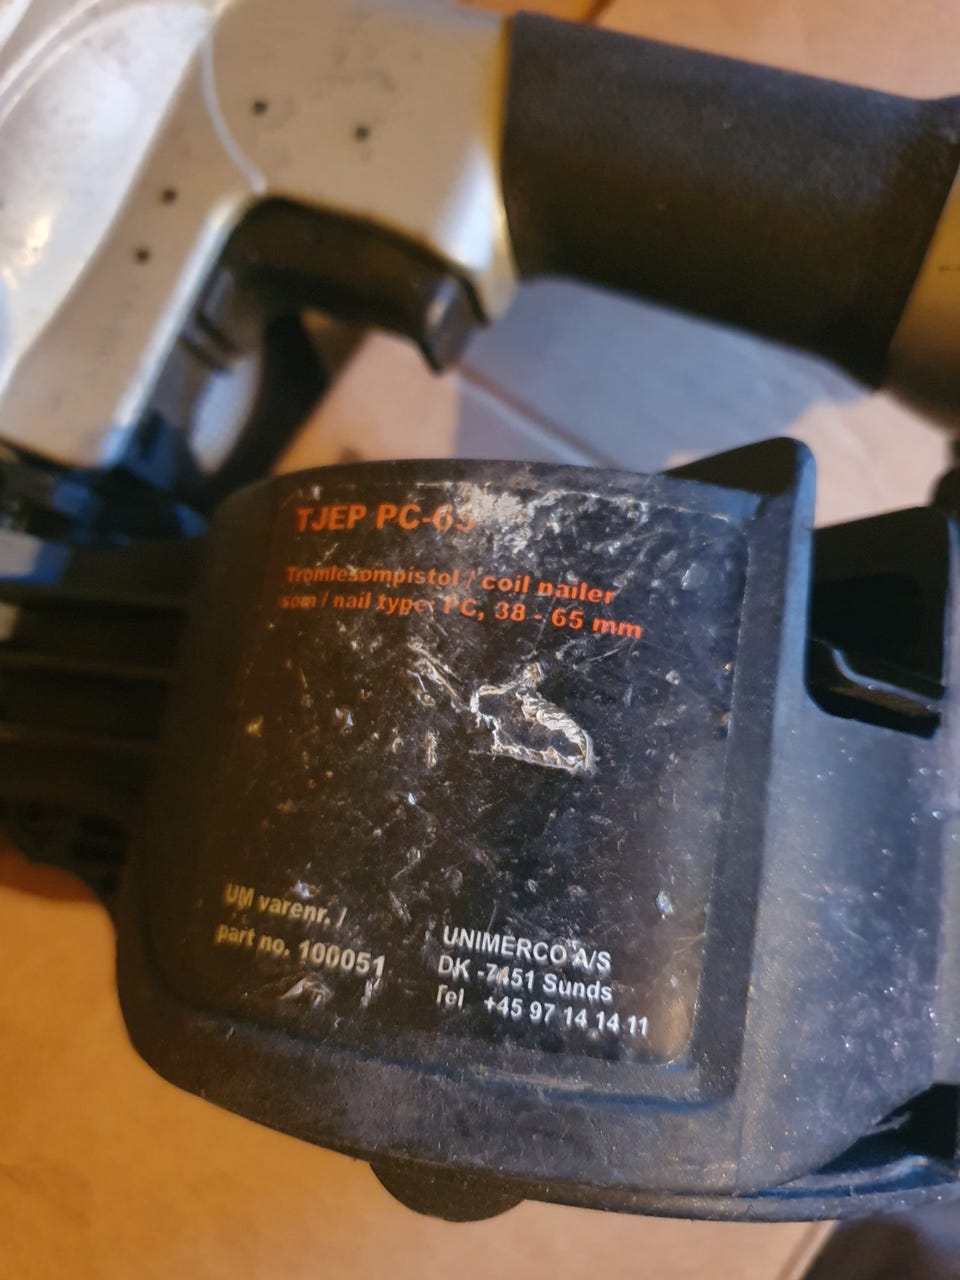 TJEP PC-65
Tromlesømpistol / coil nailer
søm / nail type: PC, 38 - 65 mm
UM varenr. /
part no. 100051
UNIMERCO A/S
DK -7451 Sunds
Tel +45 97 14 14 11